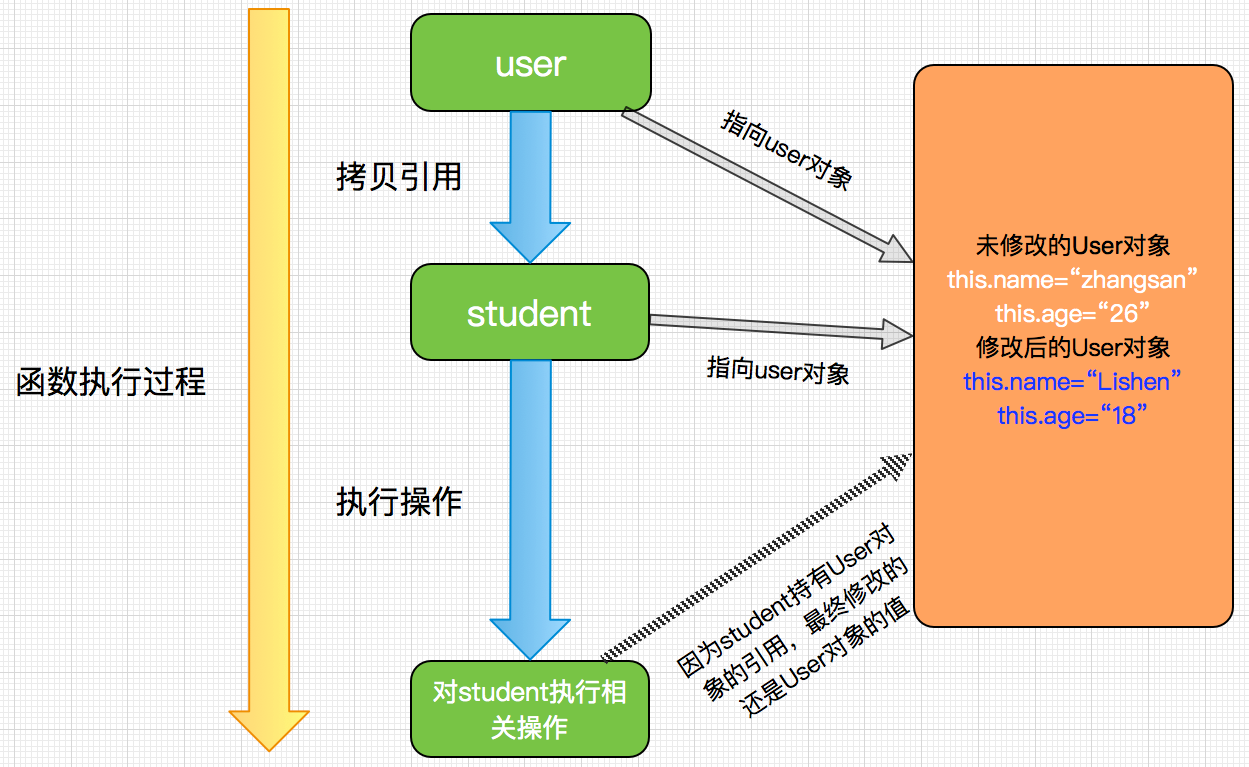 user
指向user对象
拷贝引用
未修改的User对象
this.name=“zhangsan”
this.age=“26”
修改后的User对象
this.name=“Lishen”
this.age=“18”
student
指向user对象
函数执行过程
执行操作
因为student持有User对
象的引用，最终修改的
还是User对象的值
对student执行相
关操作